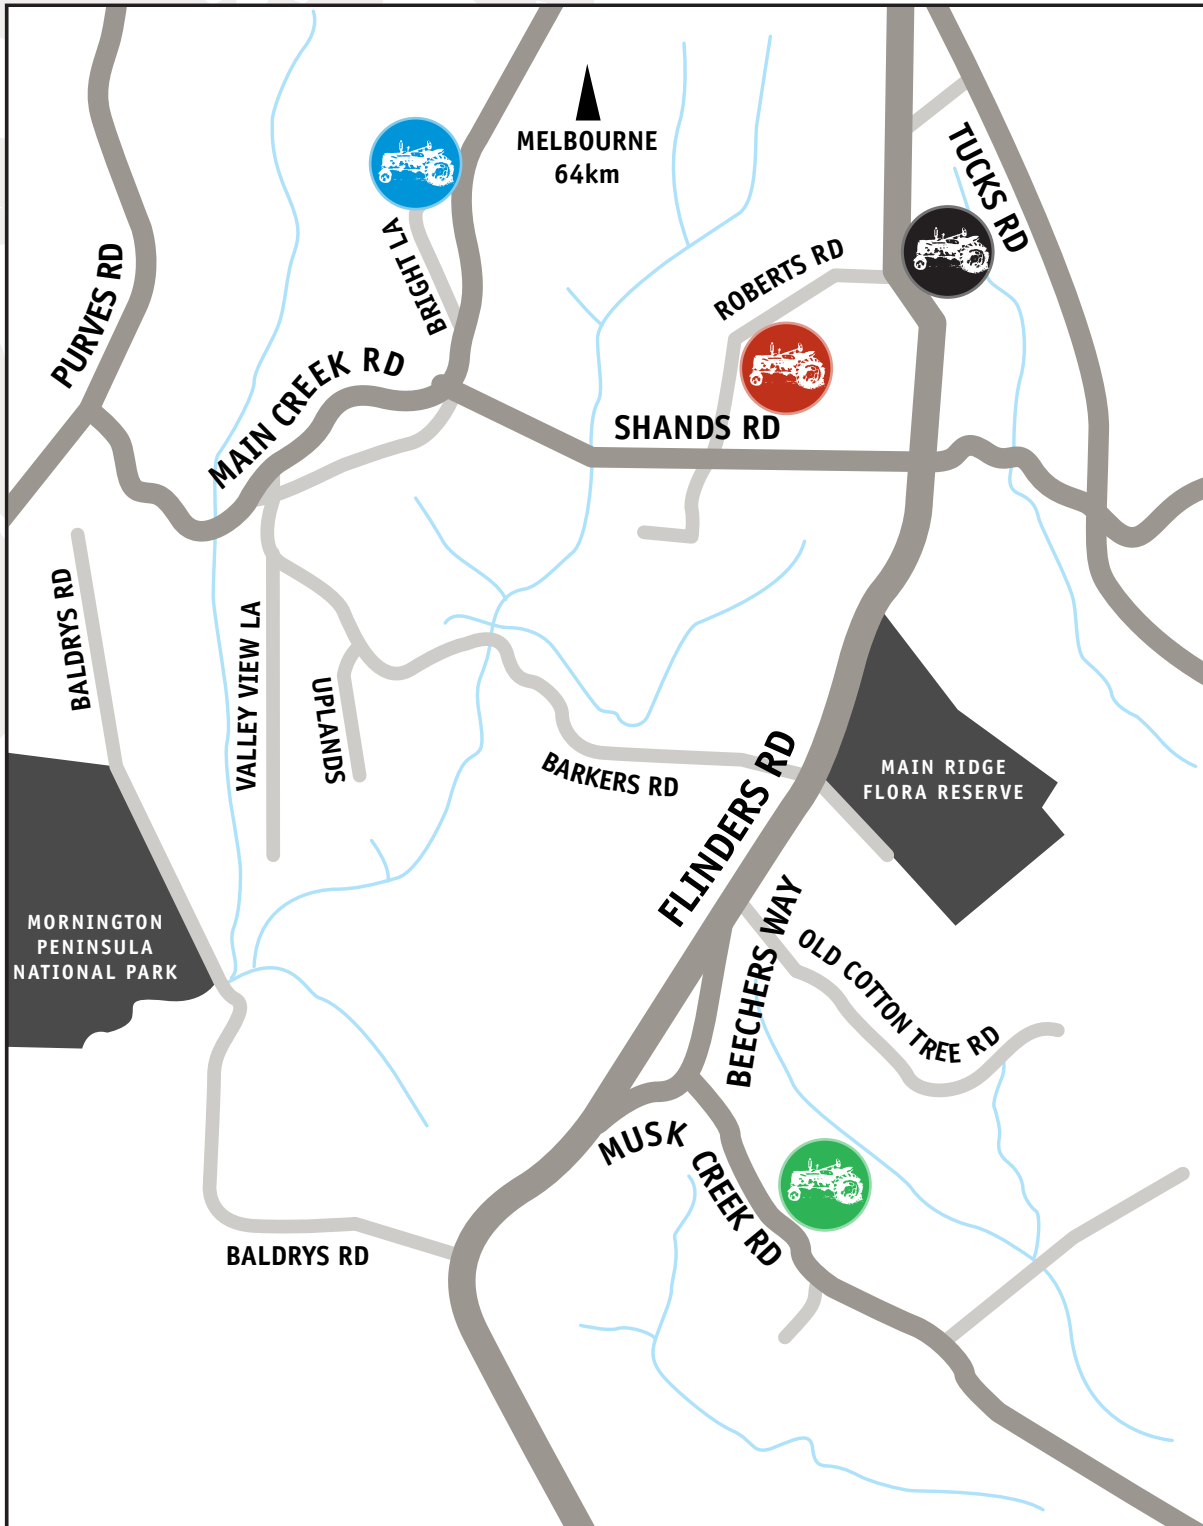 MELBOURNE
64km
TUCKS RD
BRIGHT LA
PURVES RD
ROBERTS RD
MAIN CREEK RD
SHANDS RD
BALDRYS RD
VALLEY VIEW LA
UPLANDS
BARKERS RD
FLINDERS RD
MAIN RIDGE
FLORA RESERVE
MORNINGTON
PENINSULA
NATIONAL PARK
BEECHERS WAY
OLD COTTON TREE RD
MUSK CREEK RD
BALDRYS RD